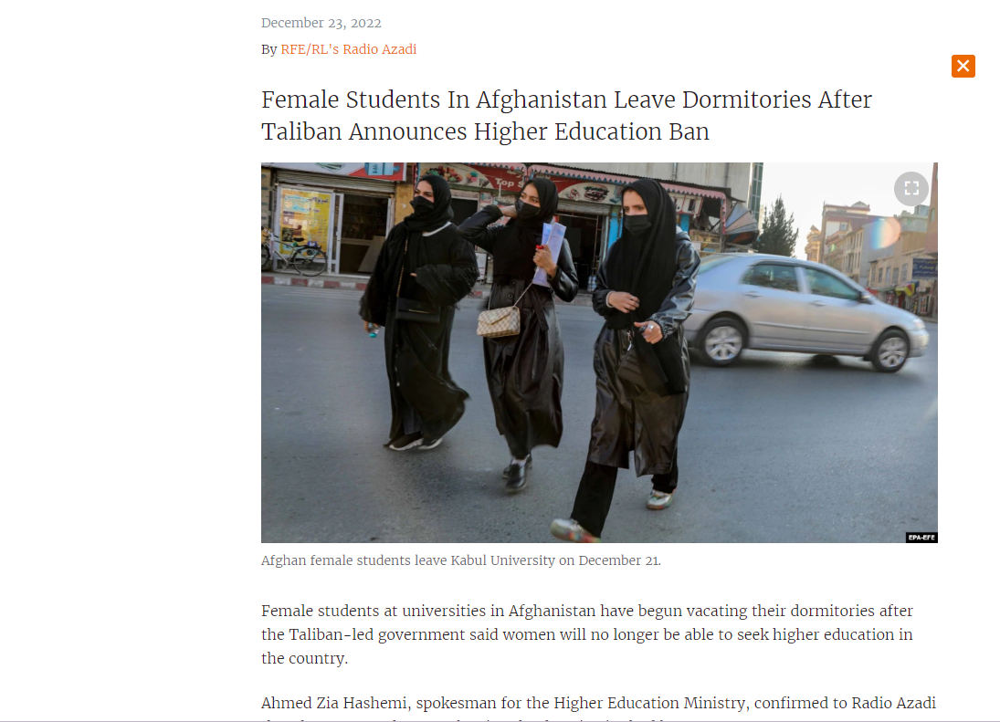 December 23, 2022
By RFE/RL's Radio Azadi
Female Students In Afghanistan Leave Dormitories After
Taliban Announces Higher Education Ban
Top
EPA-EFE
Afghan female students leave Kabul University on December 21.
Female students at universities in Afghanistan have begun vacating their dormitories after
the Taliban-led government said women will no longer be able to seek higher education in
the country.
Ahmed Zia Hashemi, spokesman for the Higher Education Ministry, confirmed to Radio Azadi